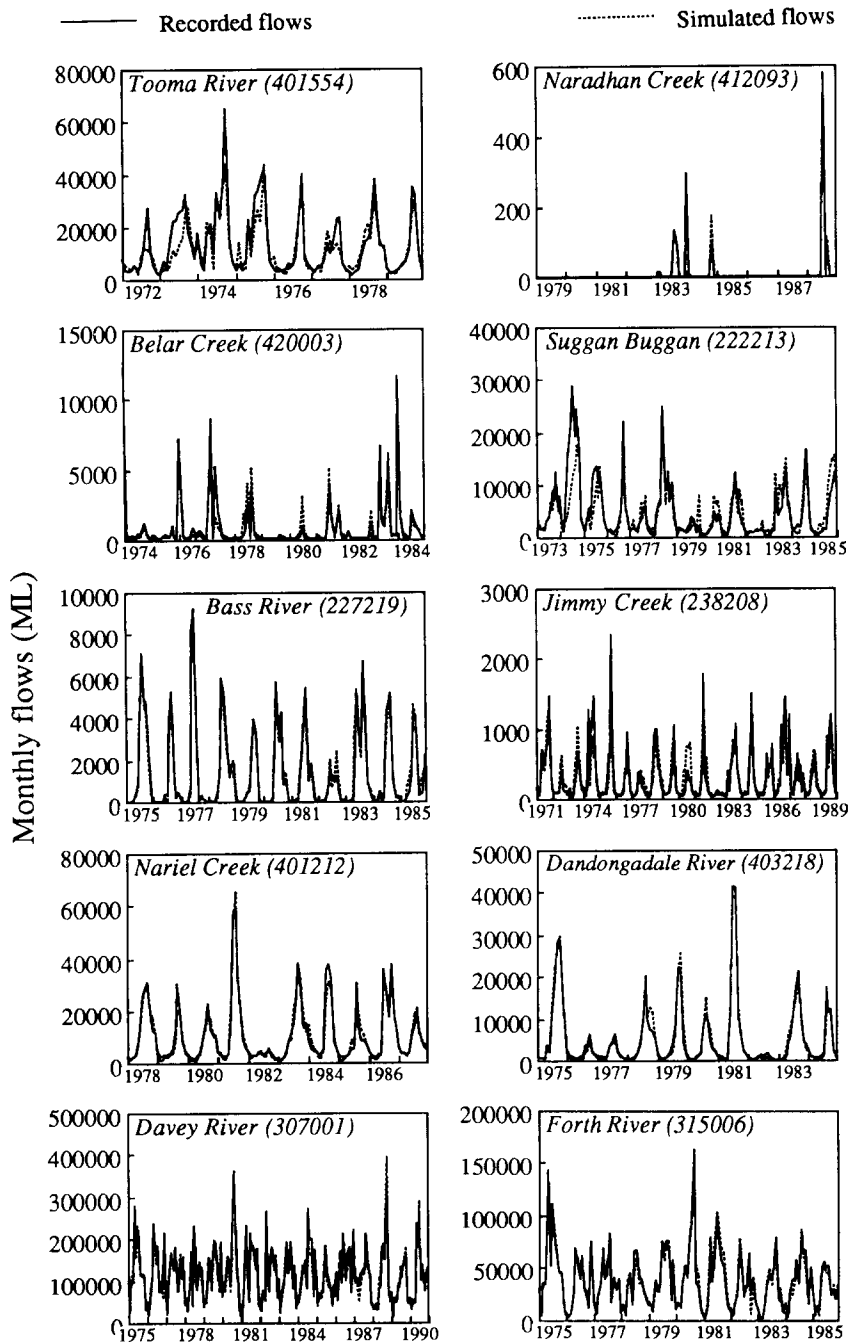 Recorded flows
Simulated flows
Monthly flows (ML)
Tooma River (401554)
80000
60000
40000
20000
0
1972 1974 1976 1978
Naradhan Creek (412093)
600
400
200
0
1979 1981 1983 1985 1987
Belar Creek (420003)
15000
10000
5000
0
1974 1976 1978 1980 1982 1984
Suggan Buggan (222213)
40000
30000
20000
10000
0
1973 1975 1977 1979 1981 1983 1985
Bass River (227219)
10000
8000
6000
4000
2000
0
1975 1977 1979 1981 1983 1985
Jimmy Creek (238208)
3000
2000
1000
0
1971 1974 1977 1980 1983 1986 1989
Nariel Creek (401212)
80000
60000
40000
20000
0
1978 1980 1982 1984 1986
Dandongadale River (403218)
50000
40000
30000
20000
10000
0
1975 1977 1979 1981 1983
Davey River (307001)
500000
400000
300000
200000
100000
0
1975 1978 1981 1984 1987 1990
Forth River (315006)
200000
150000
100000
50000
0
1975 1977 1979 1981 1983 1985